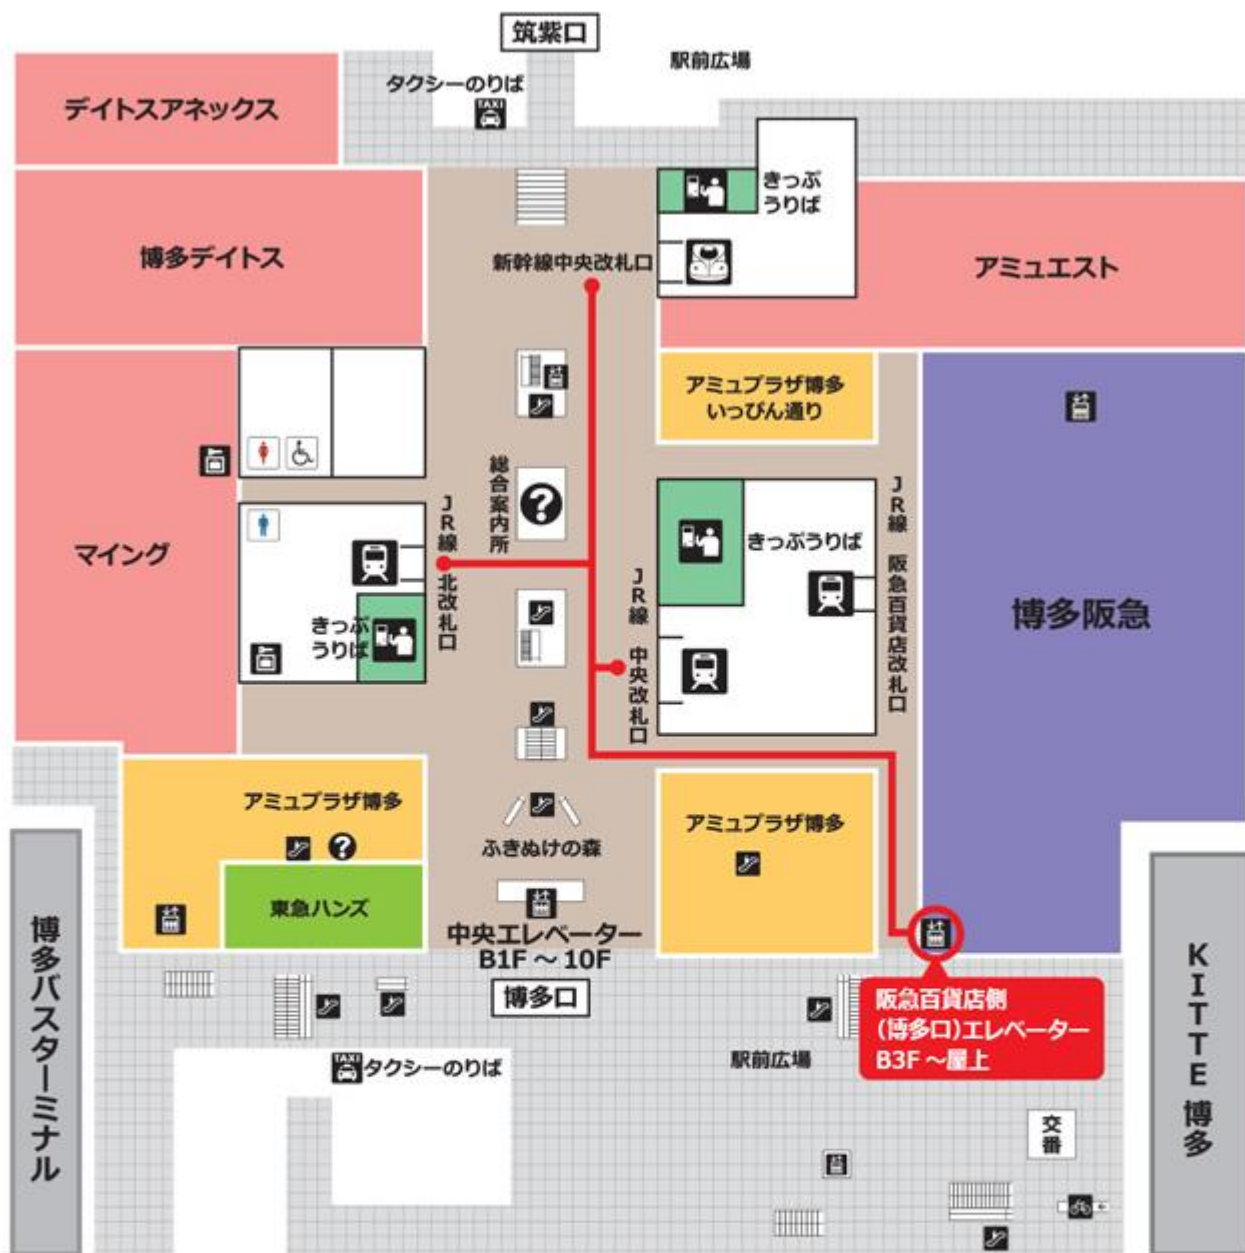 筑紫口
駅前広場
タクシーのりば
TAXI
デイトスアネックス
きっぷ
うりば
博多デイトス
新幹線中央改札口
アミュエスト
アミュプラザ博多
いっぴん通り
総合案内所
?
JR線 北改札口
JR線 阪急百貨店改札口
マイング
きっぷうりば
JR線 中央改札口
博多阪急
きっぷ
うりば
アミュプラザ博多
?
アミュプラザ博多
ふきぬけの森
東急ハンズ
中央エレベーター
B1F ～ 10F
博多口
阪急百貨店側
(博多口)エレベーター
B3F ～屋上
博多バスターミナル
KITTE 博多
駅前広場
TAXI
タクシーのりば
交番